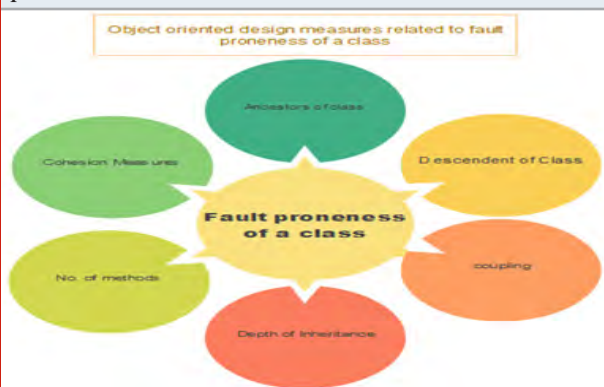 Object oriented design measures related to fault
proneness of a class
Ancestors of class
Cohesion Measures
Descendent of Class
Fault proneness
of a class
No. of methods
coupling
Depth of Inheritance